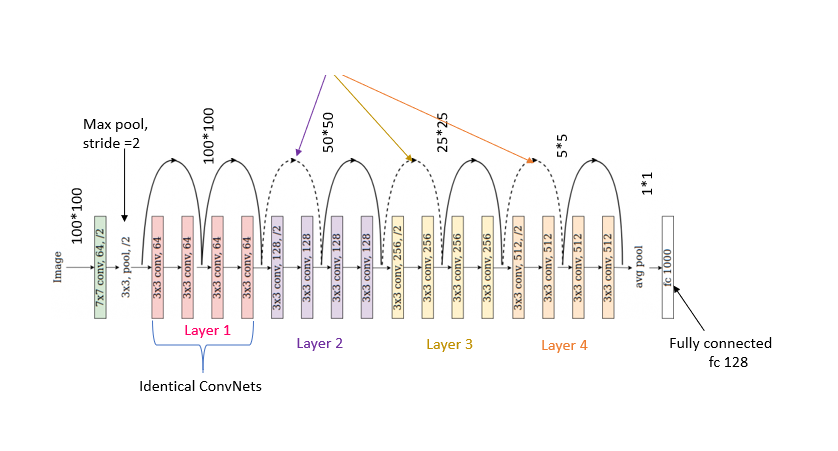 Max pool,
stride =2
100*100
100*100
50*50
25*25
5*5
1*1
Image
7x7 conv, 64, /2
3x3, pool, /2
3x3 conv, 64
3x3 conv, 64
3x3 conv, 64
3x3 conv, 64
3x3 conv, 128, /2
3x3 conv, 128
3x3 conv, 128
3x3 conv, 128
3x3 conv, 256, /2
3x3 conv, 256
3x3 conv, 256
3x3 conv, 256
3x3 conv, 512, /2
3x3 conv, 512
3x3 conv, 512
3x3 conv, 512
avg pool
fc 1000
Layer 1
Layer 2
Layer 3
Layer 4
Fully connected
fc 128
Identical ConvNets